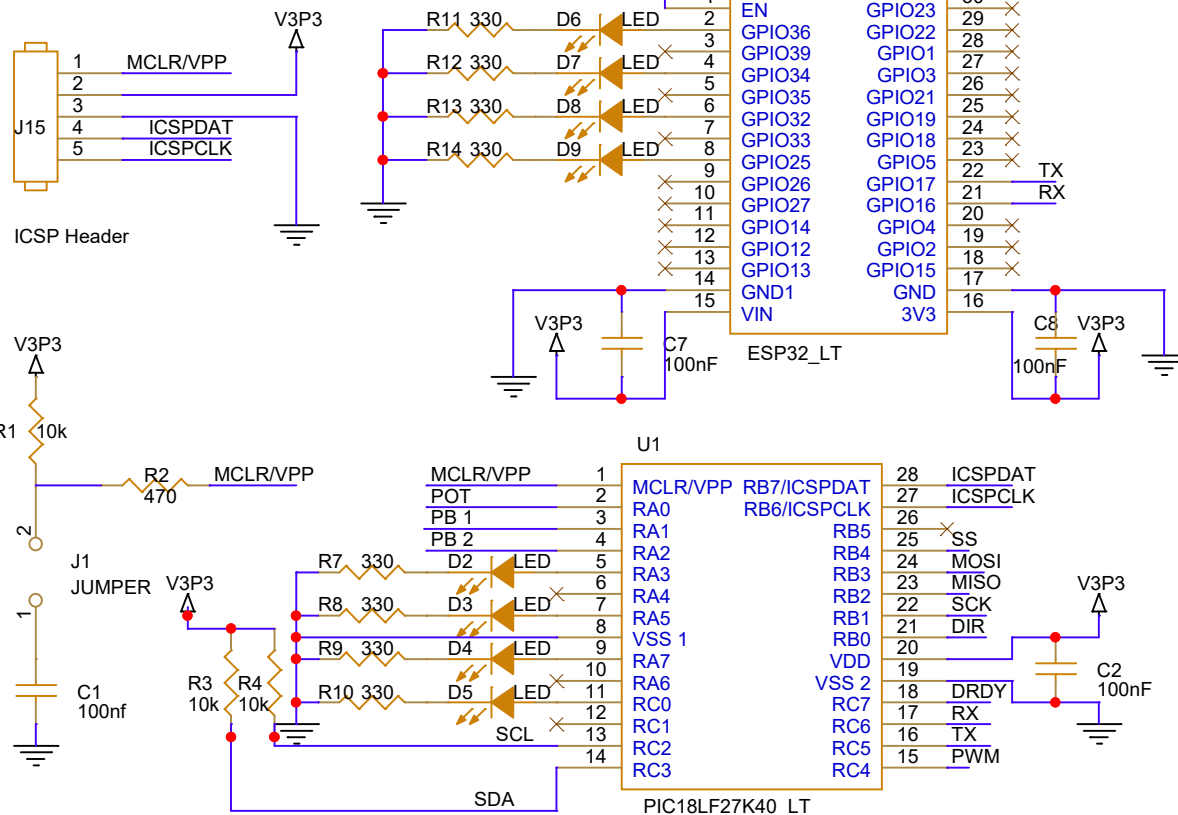 J15
1 MCLR/VPP
2
3
4 ICSPDAT
5 ICSPCLK
V3P3
ICSP Header
R11 330 D6 LED
R12 330 D7 LED
R13 330 D8 LED
R14 330 D9 LED
EN
2 GPIO36
3 GPIO39
4 GPIO34
5 GPIO35
6 GPIO32
7 GPIO33
8 GPIO25
9 GPIO26
10 GPIO27
11 GPIO14
12 GPIO12
13 GPIO13
14 GND1
15 VIN
GPIO23
GPIO22 29
GPIO1 28
GPIO3 27
GPIO21 26
GPIO19 25
GPIO18 24
GPIO5 23
GPIO17 22 TX
GPIO16 21 RX
GPIO4 20
GPIO2 19
GPIO15 18
GND 17
3V3 16
ESP32_LT
V3P3
C7
100nF
C8
100nF
V3P3
V3P3
R1 10k
R2
470
MCLR/VPP
2
J1
JUMPER
1
C1
100nf
V3P3
R3
10k
R4
10k
R7 330 D2 LED
R8 330 D3 LED
R9 330 D4 LED
R10 330 D5 LED
SCL
SDA
U1
MCLR/VPP 1 MCLR/VPP
POT 2 RA0
PB 1 3 RA1
PB 2 4 RA2
5 RA3
6 RA4
7 RA5
8 VSS 1
9 RA7
10 RA6
11 RC0
12 RC1
13 RC2
14 RC3
RB7/ICSPDAT 28 ICSPDAT
RB6/ICSPCLK 27 ICSPCLK
RB5 26
RB4 25 SS
RB3 24 MOSI
RB2 23 MISO
RB1 22 SCK
RB0 21 DIR
VDD 20
VSS 2 19
RC7 18 DRDY
RC6 17 RX
RC5 16 TX
RC4 15 PWM
PIC18LF27K40_LT
V3P3
C2
100nF